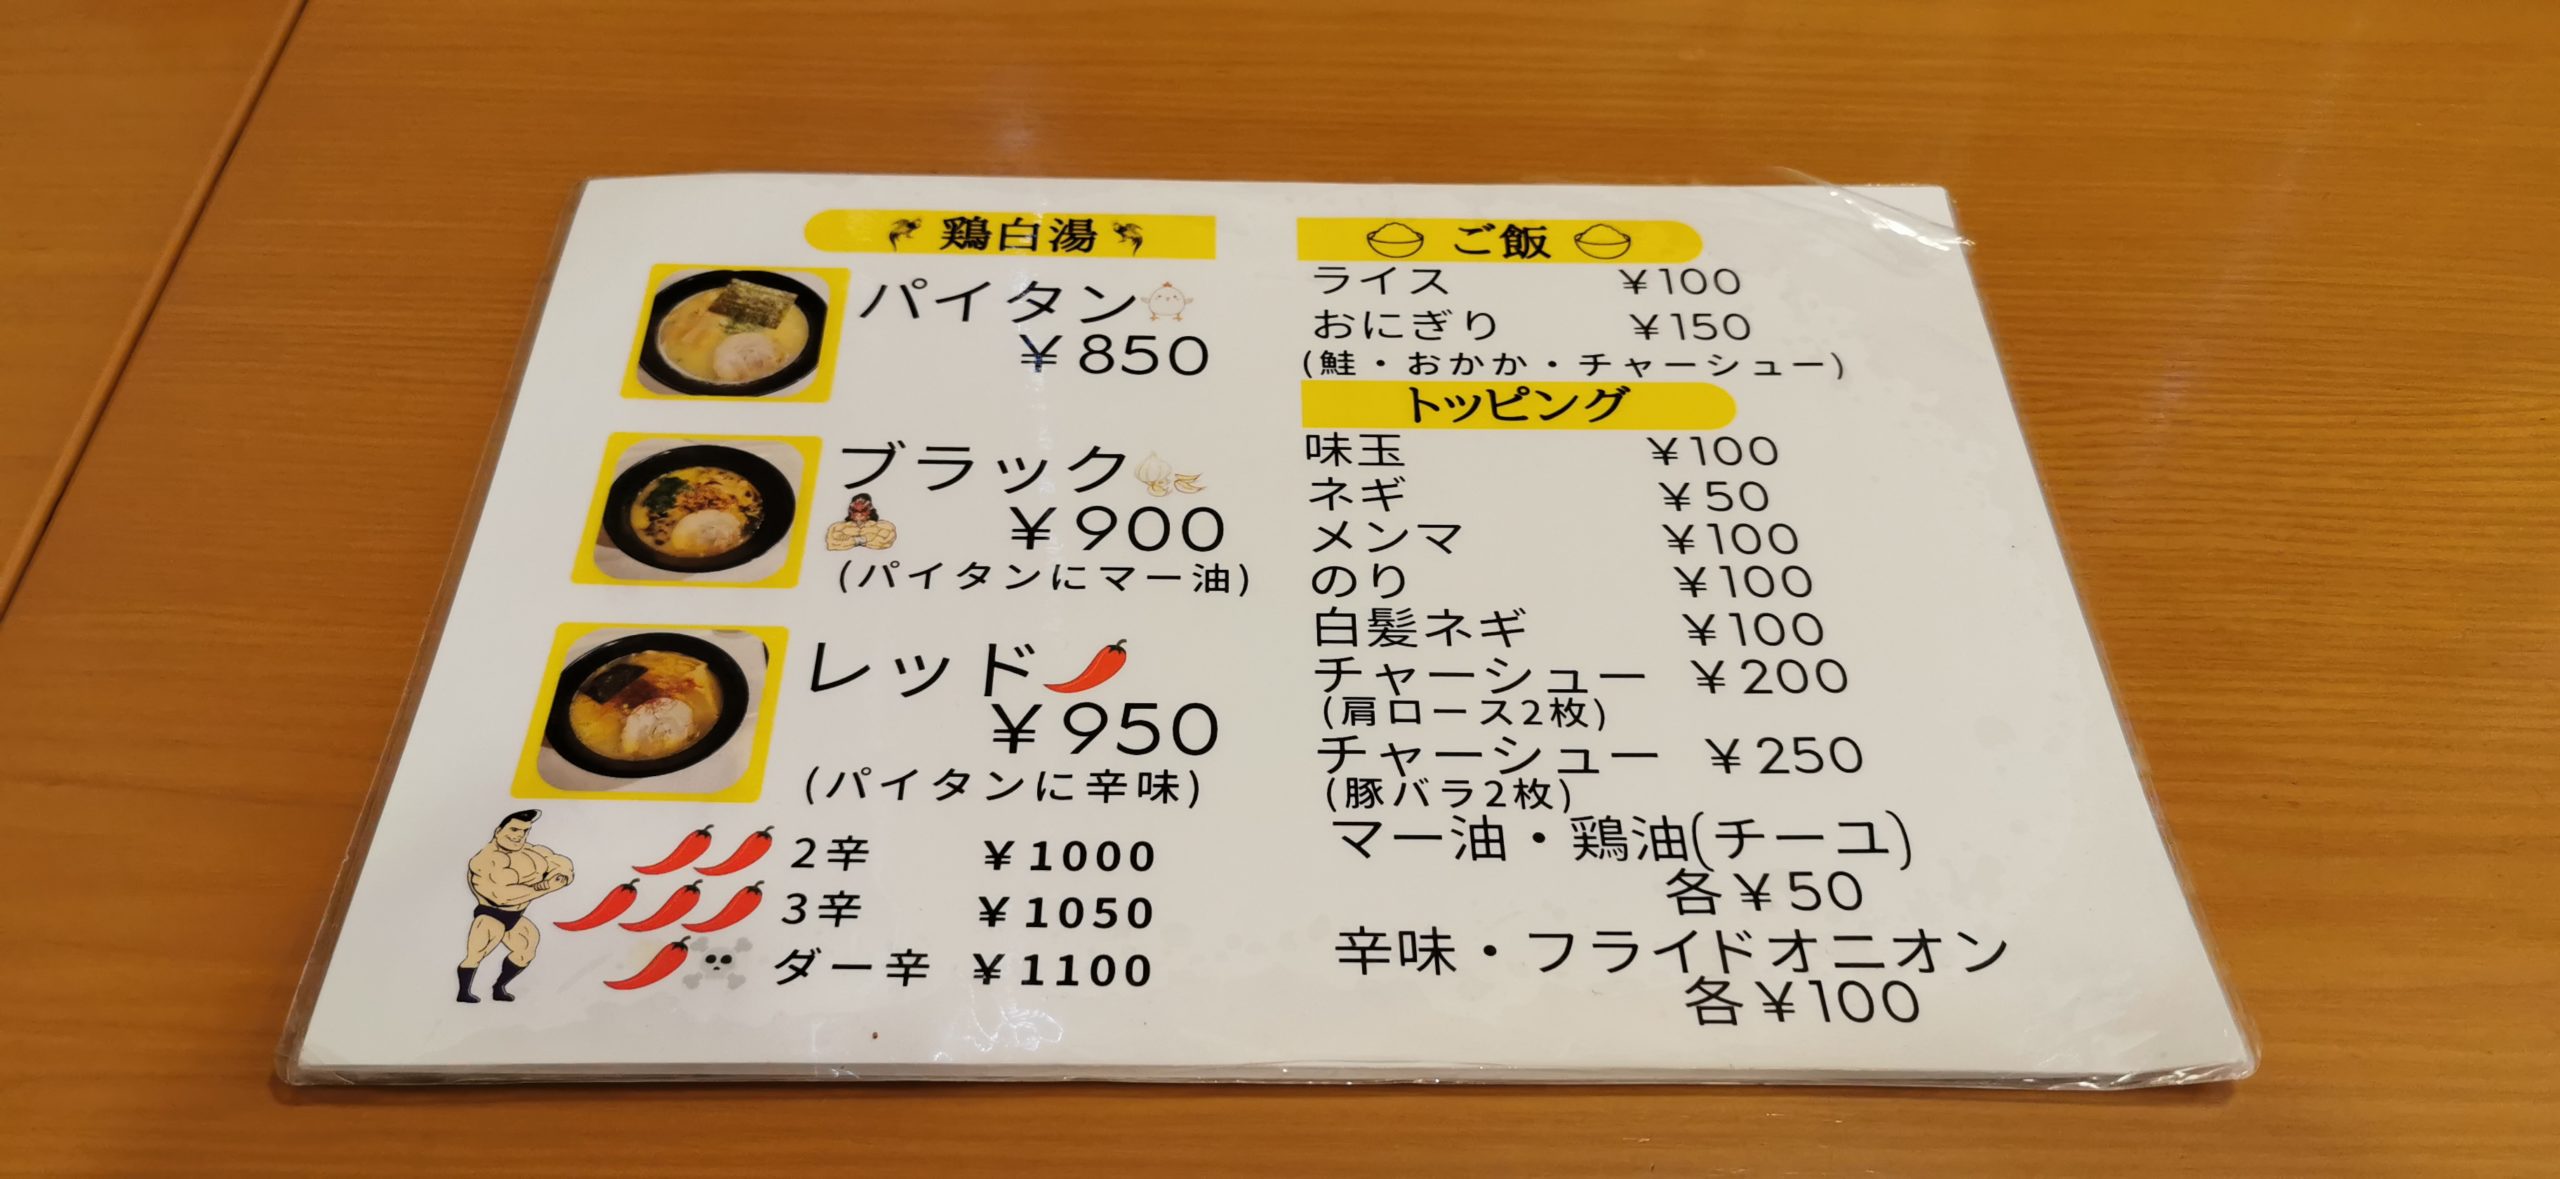 鶏白湯
パイタン
¥850
ブラック
¥900
(パイタンにマー油)
レッド
¥950
(パイタンに辛味)
2辛 ¥1000
3辛 ¥1050
ダー辛 ¥1100
ご飯
ライス ¥100
おにぎり ¥150
(鮭・おかか・チャーシュー)
トッピング
味玉 ¥100
ネギ ¥50
メンマ ¥100
のり ¥100
白髪ネギ ¥100
チャーシュー ¥200
(肩ロース2枚)
チャーシュー ¥250
(豚バラ2枚)
マー油・鶏油(チーユ)
各¥50
辛味・フライドオニオン
各¥100